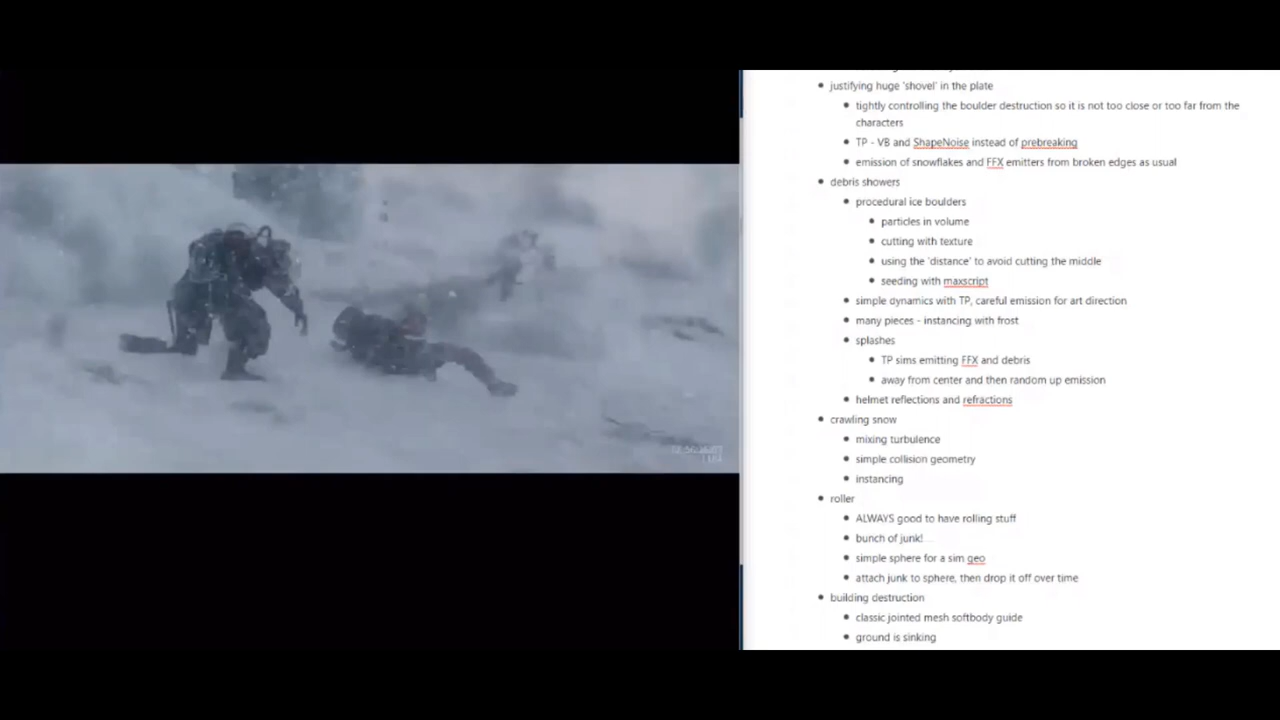 justifying huge 'shovel' in the plate
tightly controlling the boulder destruction so it is not too close or too far from the
characters
TP - VB and ShapeNoise instead of prebreaking
emission of snowflakes and FFX emitters from broken edges as usual
debris showers
procedural ice boulders
particles in volume
cutting with texture
using the 'distance' to avoid cutting the middle
seeding with maxscript
simple dynamics with TP, careful emission for art direction
many pieces - instancing with frost
splashes
TP sims emitting FFX and debris
away from center and then random up emission
helmet reflections and refractions
crawling snow
mixing turbulence
simple collision geometry
instancing
roller
ALWAYS good to have rolling stuff
bunch of junk!
simple sphere for a sim geo
attach junk to sphere, then drop it off over time
building destruction
classic jointed mesh softbody guide
ground is sinking